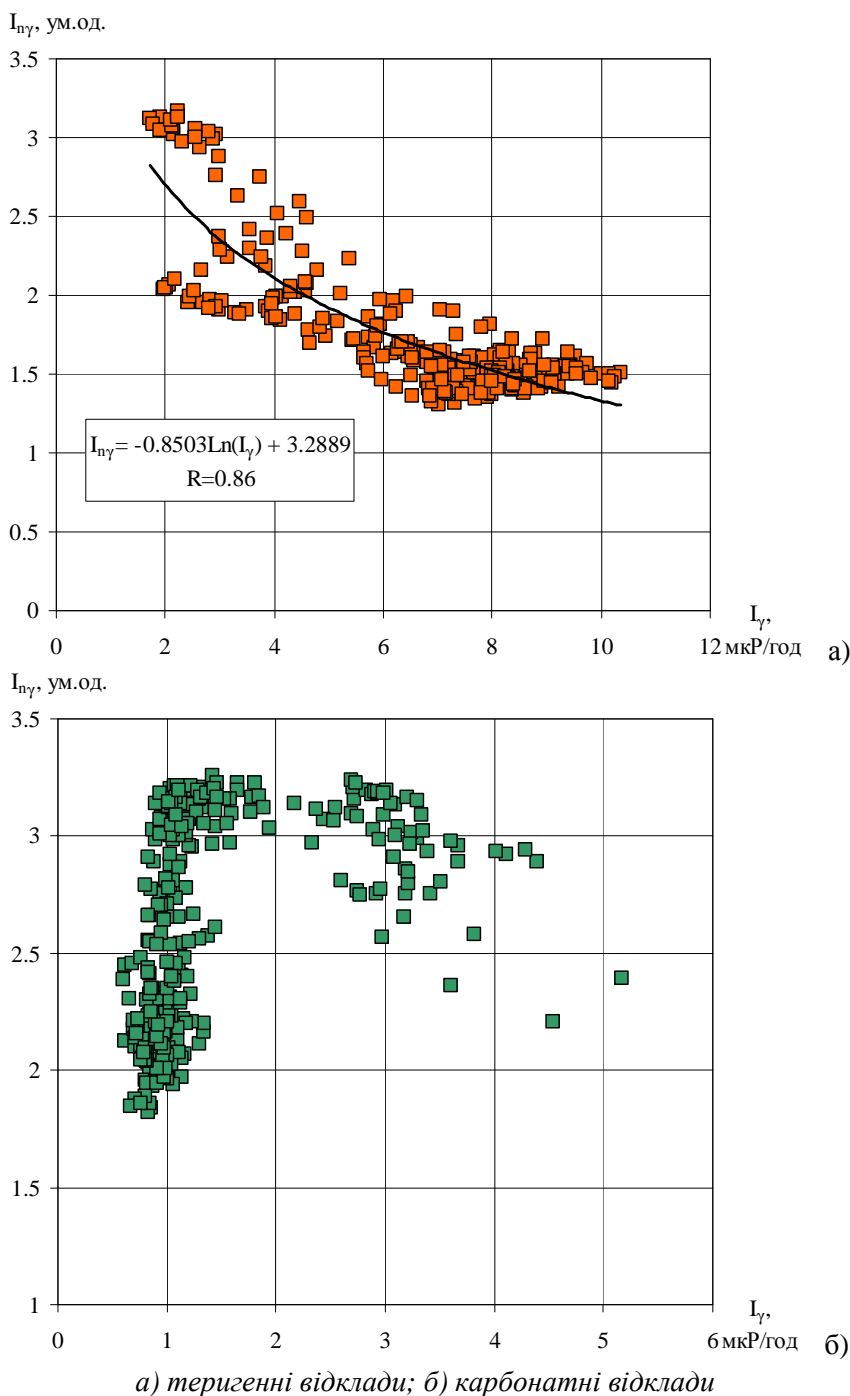 Inγ, ум.од.
3.5
3
2.5
2
1.5
1
0.5
0
Inγ= -0.8503Ln(Iγ) + 3.2889
R=0.86
0 2 4 6 8 10 12
Iγ,
мкР/год
а)
Inγ, ум.од.
3.5
3
2.5
2
1.5
1
0 1 2 3 4 5 6
Iγ,
мкР/год
б)
а) теригенні відклади; б) карбонатні відклади